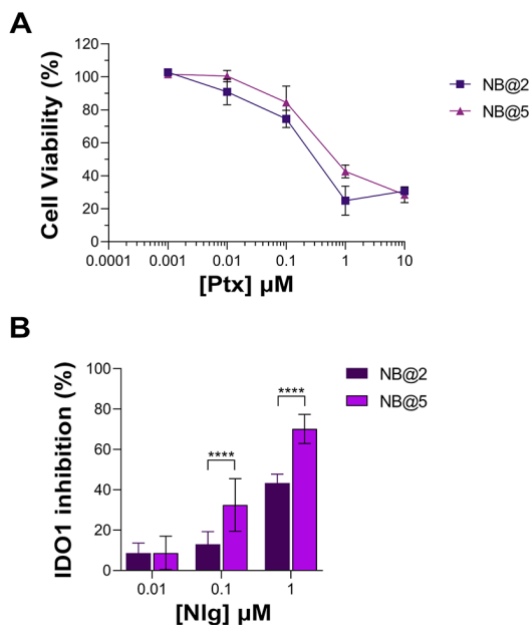 A
Cell Viability (%)
120
100
80
60
40
20
0
0.0001 0.001 0.01 0.1 1 10
[Ptx] µM
NB@2
NB@5
B
IDO1 inhibition (%)
100
80
60
40
20
0
****
****
0.01 0.1 1
[Nlg] µM
NB@2
NB@5